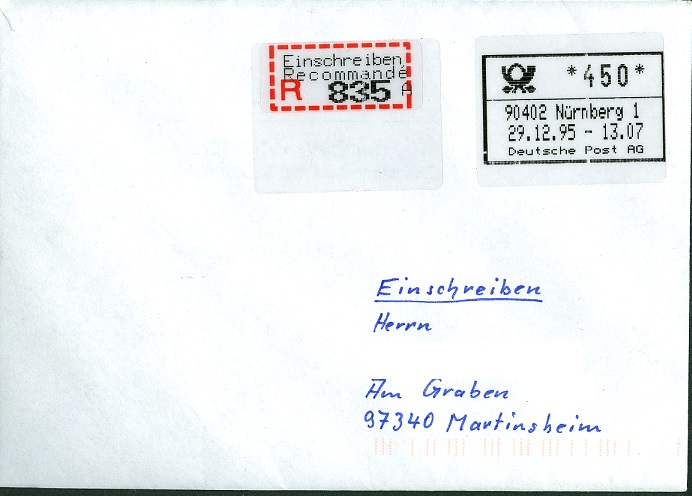 Einschreiben
Recommandé
R 835 A
*450*
90402 Nürnberg 1
29.12.95 - 13.07
Deutsche Post AG
Einschreiben
Herrn
Am Graben
97340 Martinsheim